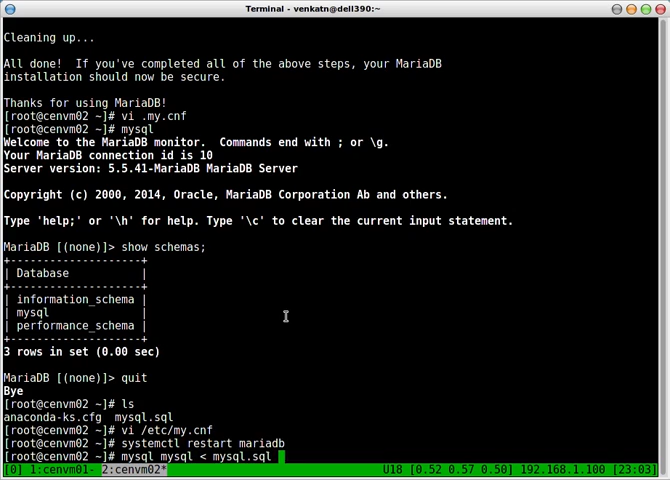 Terminal - venkatn@dell390:~
Cleaning up...
All done!  If you've completed all of the above steps, your MariaDB
installation should now be secure.
Thanks for using MariaDB!
[root@cenvm02 ~]# vi .my.cnf
[root@cenvm02 ~]# mysql
Welcome to the MariaDB monitor.  Commands end with ; or \g.
Your MariaDB connection id is 10
Server version: 5.5.41-MariaDB MariaDB Server
Copyright (c) 2000, 2014, Oracle, MariaDB Corporation Ab and others.
Type 'help;' or '\h' for help. Type '\c' to clear the current input statement.
MariaDB [(none)]> show schemas;
+--------------------+
| Database           |
+--------------------+
| information_schema |
| mysql              |
| performance_schema |
+--------------------+
3 rows in set (0.00 sec)
MariaDB [(none)]> quit
Bye
[root@cenvm02 ~]# ls
anaconda-ks.cfg  mysql.sql
[root@cenvm02 ~]# vi /etc/my.cnf
[root@cenvm02 ~]# systemctl restart mariadb
[root@cenvm02 ~]# mysql mysql < mysql.sql
[0] 1:cenvm01- 2:cenvm02* U18 [0.52 0.57 0.50] 192.168.1.100 [23:03]